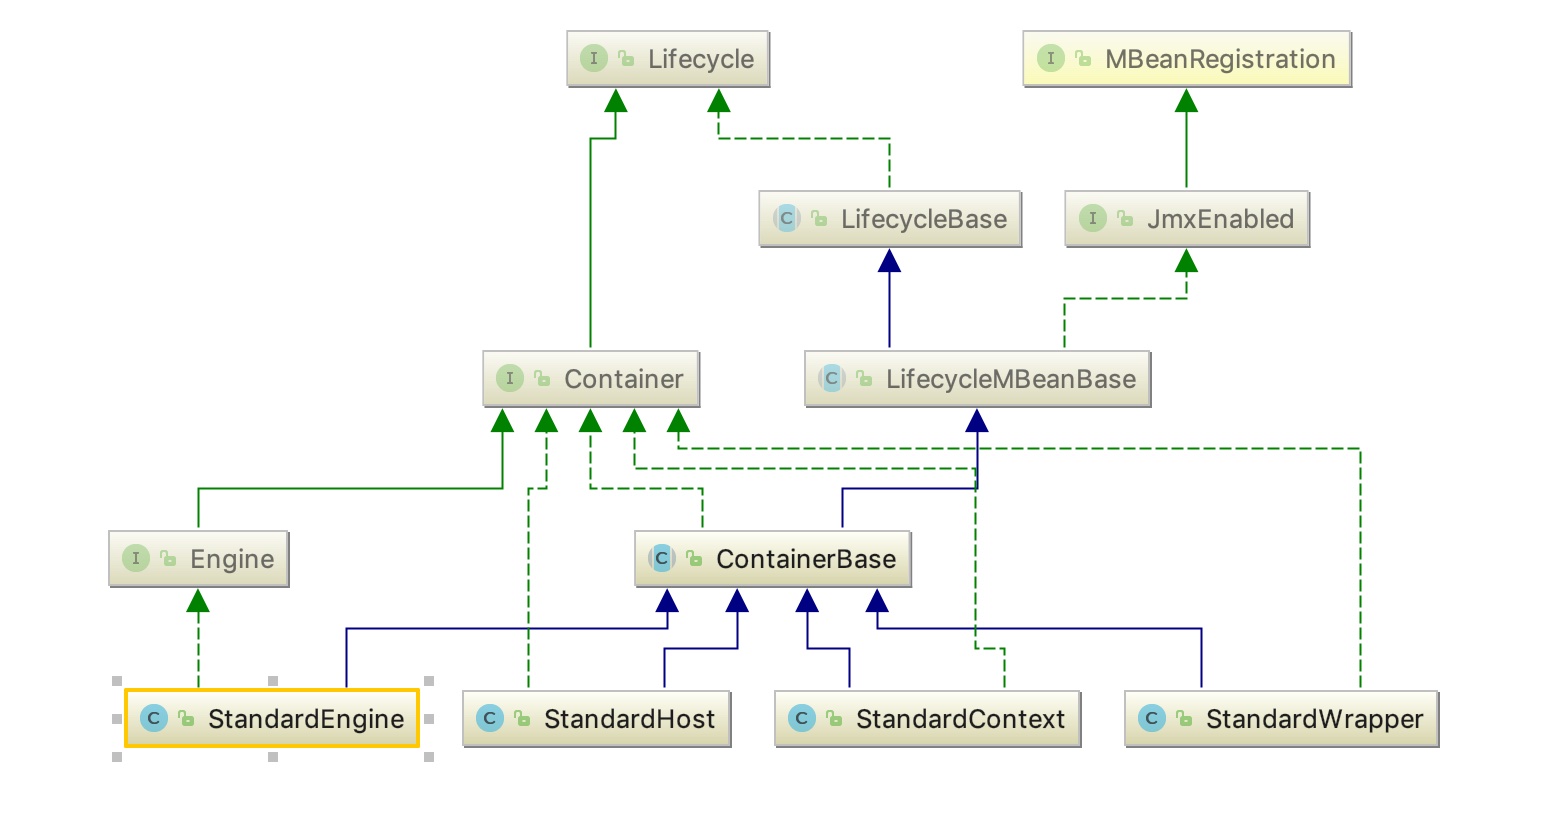 I Lifecycle
I MBeanRegistration
C LifecycleBase
I JmxEnabled
I Container
C LifecycleMBeanBase
I Engine
C ContainerBase
C StandardEngine
C StandardHost
C StandardContext
C StandardWrapper